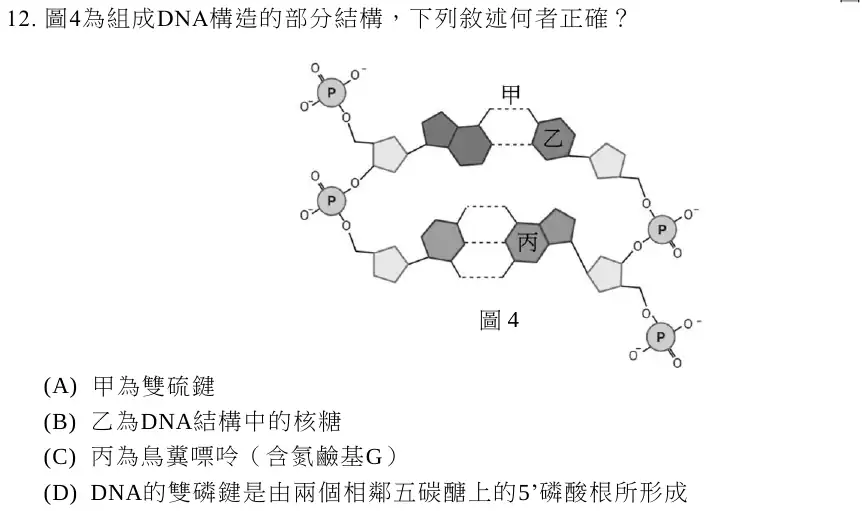 12. 圖4為組成DNA構造的部分結構，下列敘述何者正確？
O
O⁻
P
O⁻
O
甲
乙
O
O
P
O⁻
O
O
O
P
O⁻
O
丙
圖 4
O
P
O⁻
O⁻
O
(A) 甲為雙硫鍵
(B) 乙為DNA結構中的核糖
(C) 丙為鳥糞嘌呤（含氮鹼基G）
(D) DNA的雙磷鍵是由兩個相鄰五碳醣上的5’磷酸根所形成